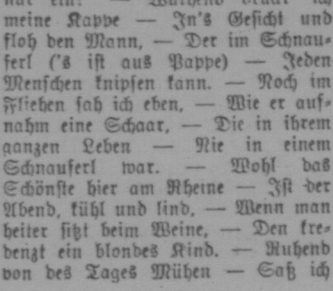 meine Kappe — In's Gesicht und
floh den Mann, — Der im Schnau-
ferl ('s ist aus Pappe) — Jeden
Menschen knipsen kann. — Noch im
Fliehen sah ich eben, — Wie er auf-
nahm eine Schaar, — Die in ihrem
ganzen Leben — Nie in einem
Schnauferl war. — Wohl das
Schönste hier am Rheine — Ist der
Abend, kühl und lind, — Wenn man
heiter sitzt beim Weine, — Den kre-
denzt ein blondes Kind. — Ruhend
von des Tages Mühen — Saß ich